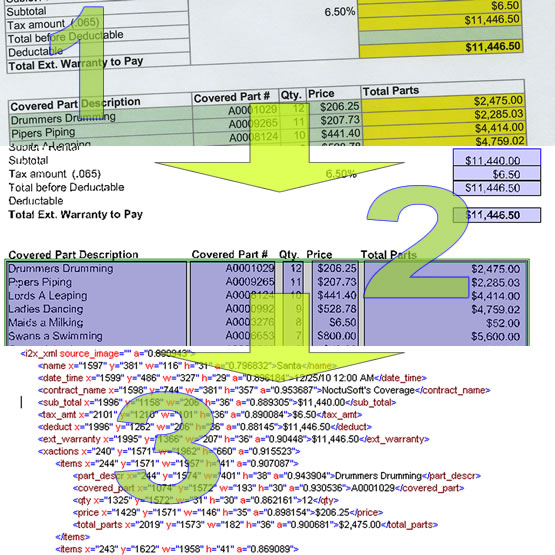 Subtotal 6.50% $6.50
Tax amount (.065) $11,446.50
Total before Deductable
Deductable $11,446.50
Total Ext. Warranty to Pay
Covered Part Description Covered Part # Qty. Price Total Parts
Drummers Drumming A0001029 12 $206.25 $2,475.00
Pipers Piping A0009265 11 $207.73 $2,285.03
A0008124 10 $441.40 $4,414.00
$4,759.02
Subtotal $11,440.00
Tax amount (.065) 6.50% $6.50
Total before Deductable $11,446.50
Deductable
Total Ext. Warranty to Pay $11,446.50
Covered Part Description Covered Part # Qty. Price Total Parts
Drummers Drumming A0001029 12 $206.25 $2,475.00
Pipers Piping A0009265 11 $207.73 $2,285.03
Lords A Leaping A0008124 10 $441.40 $4,414.00
Ladies Dancing A0000992 9 $528.78 $4,759.02
Maids a Milking A0003276 8 $6.50 $52.00
Swans a Swimming 7 $800.00 $5,600.00
<i2x_xml source_image="" a="0.890943">
<name x="1597" y="381" w="116" h="31" a="0.796832">Santa</name>
<date_time x="1599" y="486" w="327" h="29" a="0.896184">12/25/10 12:00 AM</date_time>
<contract_name x="1598" y="744" w="381" h="357" a="0.953687">NoctuSoft's Coverage</contract_name>
<sub_total x="1996" y="1158" w="206" h="36" a="0.889305">$11,440.00</sub_total>
<tax_amt x="2101" y="1210" w="101" h="36" a="0.890084">$6.50</tax_amt>
<deduct x="1996" y="1262" w="206" h="36" a="0.88145">$11,446.50</deduct>
<ext_warranty x="1995" y="1366" w="207" h="36" a="0.90448">$11,446.50</ext_warranty>
<xactions x="240" y="1571" w="1962" h="660" a="0.915523">
<items x="244" y="1571" w="1957" h="41" a="0.907087">
<part_descr x="244" y="1574" w="401" h="38" a="0.943904">Drummers Drumming</part_descr>
<covered_part x="1074" y="1572" w="193" h="30" a="0.930536">A0001029</covered_part>
<qty x="1325" y="1572" w="31" h="30" a="0.862161">12</qty>
<price x="1429" y="1571" w="146" h="35" a="0.898154">$206.25</price>
<total_parts x="2019" y="1573" w="182" h="36" a="0.900681">$2,475.00</total_parts>
</items>
<items x="243" y="1622" w="1958" h="41" a="0.869089">
1
2
3